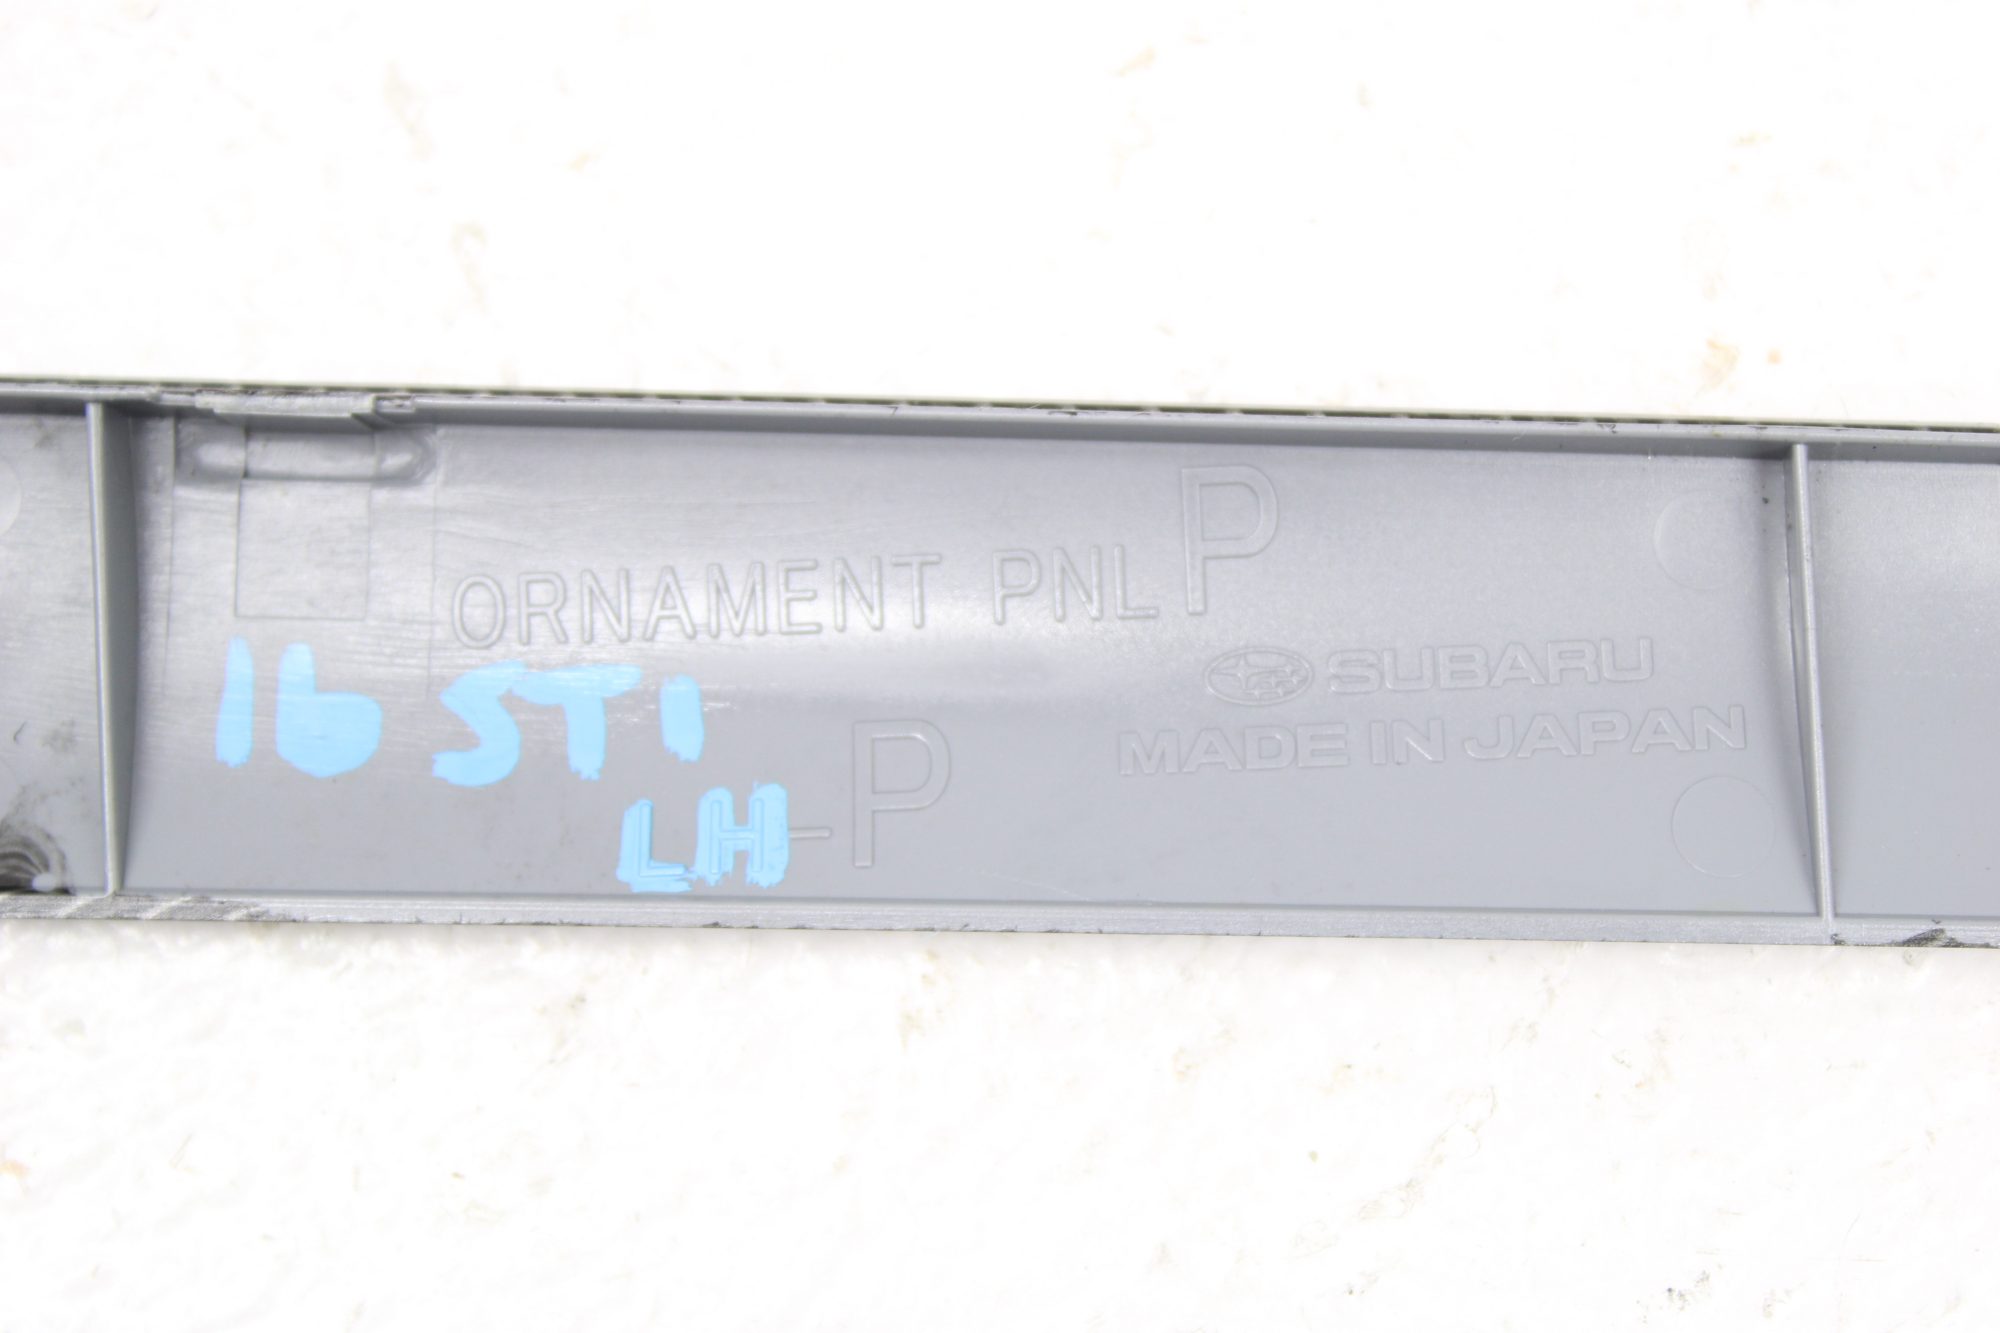 ORNAMENT PNL P
SUBARU
MADE IN JAPAN
16 STI
LH-P